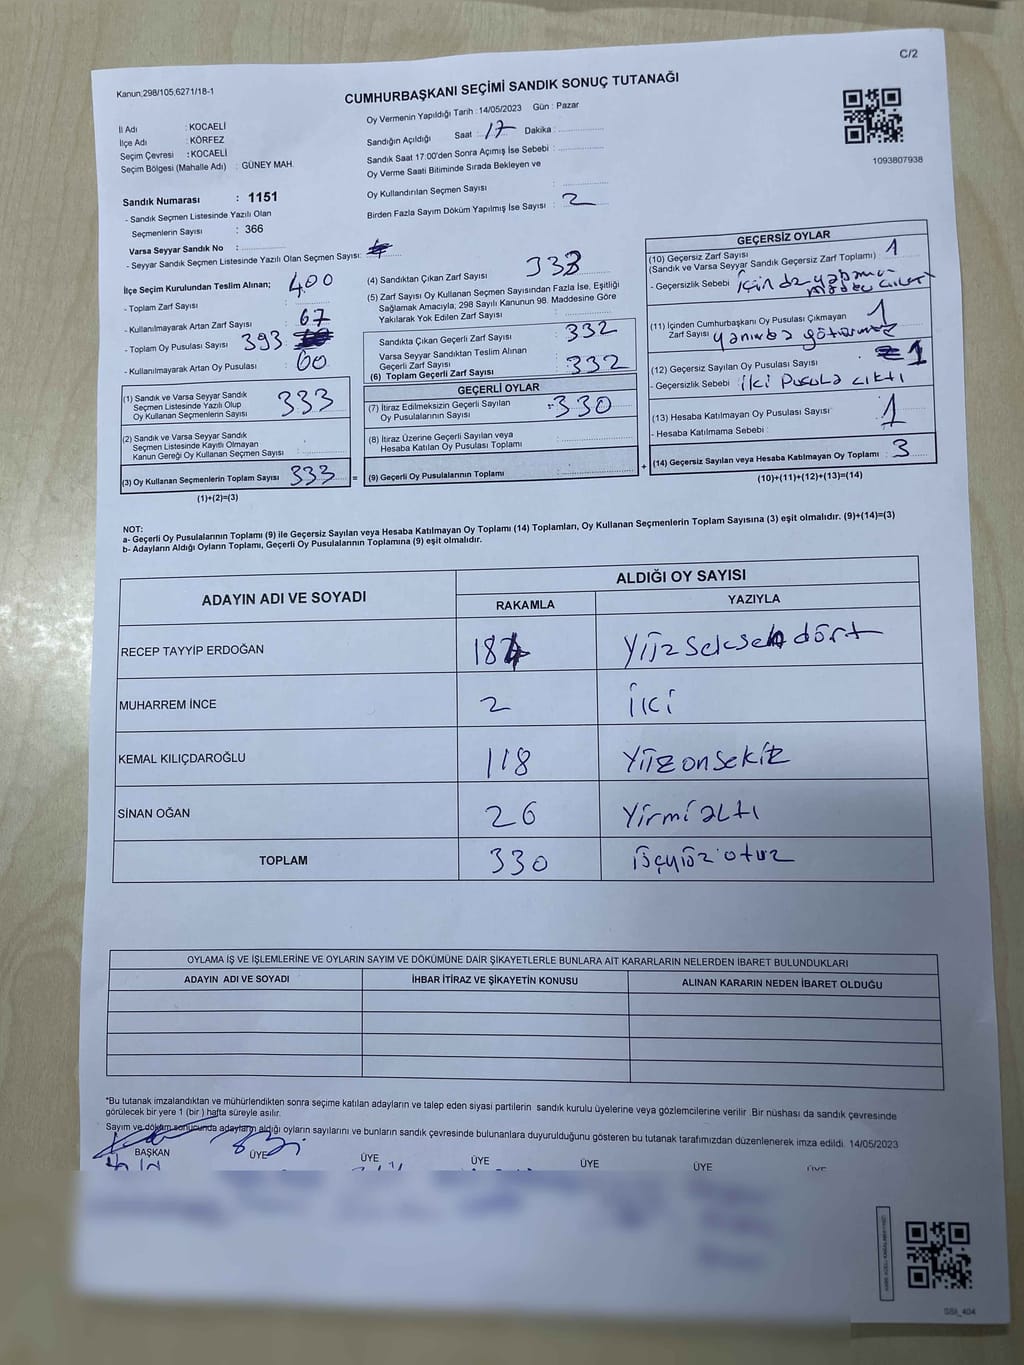 C/2
Kanun,298/105,6271/18-1
CUMHURBAŞKANI SEÇİMİ SANDIK SONUÇ TUTANAĞI
Oy Vermenin Yapıldığı Tarih :14/05/2023 Gün : Pazar
İl Adı : KOCAELİ
İlçe Adı : KÖRFEZ
Seçim Çevresi : KOCAELİ
Seçim Bölgesi (Mahalle Adı) : GÜNEY MAH.
Sandığın Açıldığı Saat : 17 Dakika :
Sandık Saat 17.00'den Sonra Açımış İse Sebebi :
Oy Verme Saati Bitiminde Sırada Bekleyen ve
Oy Kullandırılan Seçmen Sayısı :
Birden Fazla Sayım Döküm Yapılmış İse Sayısı : 2
1093807938
Sandık Numarası : 1151
- Sandık Seçmen Listesinde Yazılı Olan
Seçmenlerin Sayısı : 366
Varsa Seyyar Sandık No :
- Seyyar Sandık Seçmen Listesinde Yazılı Olan Seçmen Sayısı:
İlçe Seçim Kurulundan Teslim Alınan;
- Toplam Zarf Sayısı : 400
- Kullanılmayarak Artan Zarf Sayısı : 67
- Toplam Oy Pusulası Sayısı : 393
- Kullanılmayarak Artan Oy Pusulası : 60
(1) Sandık ve Varsa Seyyar Sandık
Seçmen Listesinde Yazılı Olup
Oy Kullanan Seçmenlerin Sayısı : 333
(2) Sandık ve Varsa Seyyar Sandık
Seçmen Listesinde Kayıtlı Olmayan
Kanun Gereği Oy Kullanan Seçmen Sayısı :
(3) Oy Kullanan Seçmenlerin Toplam Sayısı : 333 =
(1)+(2)=(3)
(4) Sandıktan Çıkan Zarf Sayısı : 333
(5) Zarf Sayısı Oy Kullanan Seçmen Sayısından Fazla İse, Eşitliği
Sağlamak Amacıyla; 298 Sayılı Kanunun 98. Maddesine Göre
Yakılarak Yok Edilen Zarf Sayısı :
Sandıkta Çıkan Geçerli Zarf Sayısı : 332
Varsa Seyyar Sandıktan Teslim Alınan
Geçerli Zarf Sayısı :
(6) Toplam Geçerli Zarf Sayısı : 332
GEÇERLİ OYLAR
(7) İtiraz Edilmeksizin Geçerli Sayılan
Oy Pusulalarının Sayısı : 330
(8) İtiraz Üzerine Geçerli Sayılan veya
Hesaba Katılan Oy Pusulası Toplamı :
(9) Geçerli Oy Pusulalarının Toplamı : +
GEÇERSİZ OYLAR
(10) Geçersiz Zarf Sayısı : 1
(Sandık ve Varsa Seyyar Sandık Geçersiz Zarf Toplamı)
- Geçersizlik Sebebi : içinde yabancı
madde
(11) İçinden Cumhurbaşkanı Oy Pusulası Çıkmayan
Zarf Sayısı : 1
yanında götürmüş
(12) Geçersiz Sayılan Oy Pusulası Sayısı : 1
- Geçersizlik Sebebi : iki pusula çıktı
(13) Hesaba Katılmayan Oy Pusulası Sayısı : 1
- Hesaba Katılmama Sebebi :
(14) Geçersiz Sayılan veya Hesaba Katılmayan Oy Toplamı : 3
(10)+(11)+(12)+(13)=(14)
NOT:
a- Geçerli Oy Pusulalarının Toplamı (9) ile Geçersiz Sayılan veya Hesaba Katılmayan Oy Toplamı (14) Toplamları, Oy Kullanan Seçmenlerin Toplam Sayısına (3) eşit olmalıdır. (9)+(14)=(3)
b- Adayların Aldığı Oyların Toplamı, Geçerli Oy Pusulalarının Toplamına (9) eşit olmalıdır.
ADAYIN ADI VE SOYADI ALDIĞI OY SAYISI
RAKAMLA YAZIYLA
RECEP TAYYİP ERDOĞAN 184 Yüzseksendört
MUHARREM İNCE 2 İki
KEMAL KILIÇDAROĞLU 118 Yüzonsekiz
SİNAN OĞAN 26 Yirmialtı
TOPLAM 330 üçyüz otuz
OYLAMA İŞ VE İŞLEMLERİNE VE OYLARIN SAYIM VE DÖKÜMÜNE DAİR ŞİKAYETLERLE BUNLARA AİT KARARLARIN NELERDEN İBARET BULUNDUKLARI
ADAYIN ADI VE SOYADI İHBAR İTİRAZ VE ŞİKAYETİN KONUSU ALINAN KARARIN NEDEN İBARET OLDUĞU
*Bu tutanak imzalandıktan ve mühürlendikten sonra seçime katılan adayların ve talep eden siyasi partilerin sandık kurulu üyelerine veya gözlemcilerine verilir .Bir nüshası da sandık çevresinde
görülecek bir yere 1 (bir ) hafta süreyle asılır.
Sayım ve döküm sonucunda adayların aldığı oyların sayılarını ve bunların sandık çevresinde bulunanlara duyurulduğunu gösteren bu tutanak tarafımızdan düzenlenerek imza edildi. 14/05/2023
BAŞKAN ÜYE ÜYE ÜYE ÜYE ÜYE ÜYE
SSİ_404